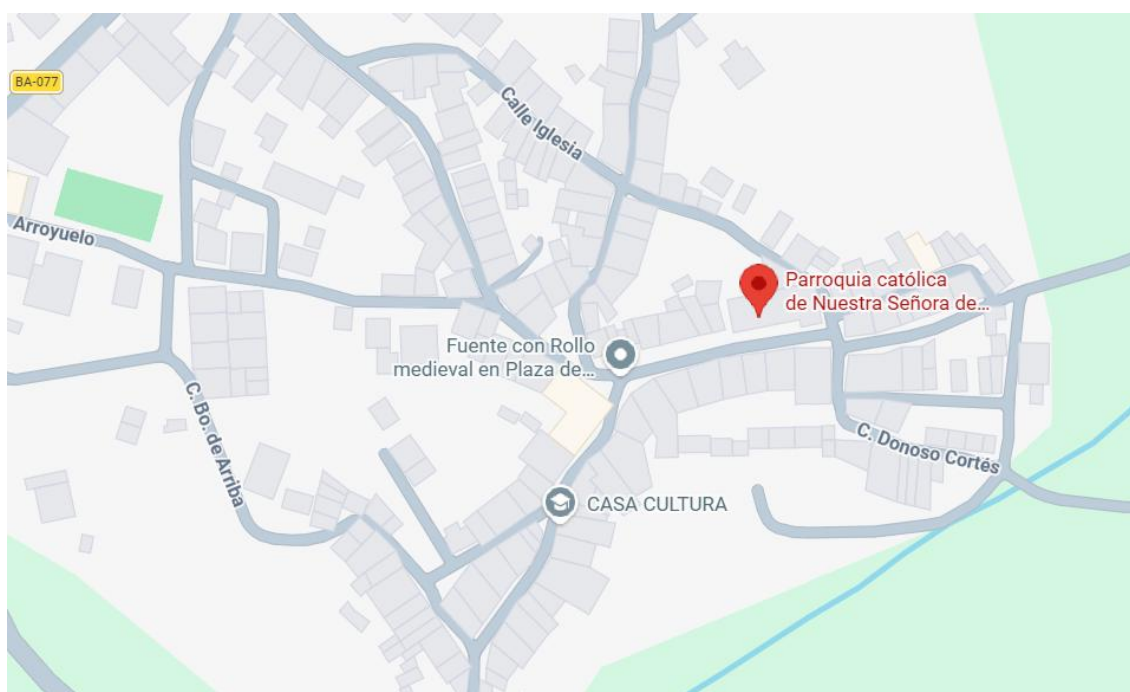 BA-077
Calle Iglesia
Arroyuelo
Parroquia católica
de Nuestra Señora de...
Fuente con Rollo
medieval en Plaza de...
C. Bo. de Arriba
C. Donoso Cortés
CASA CULTURA